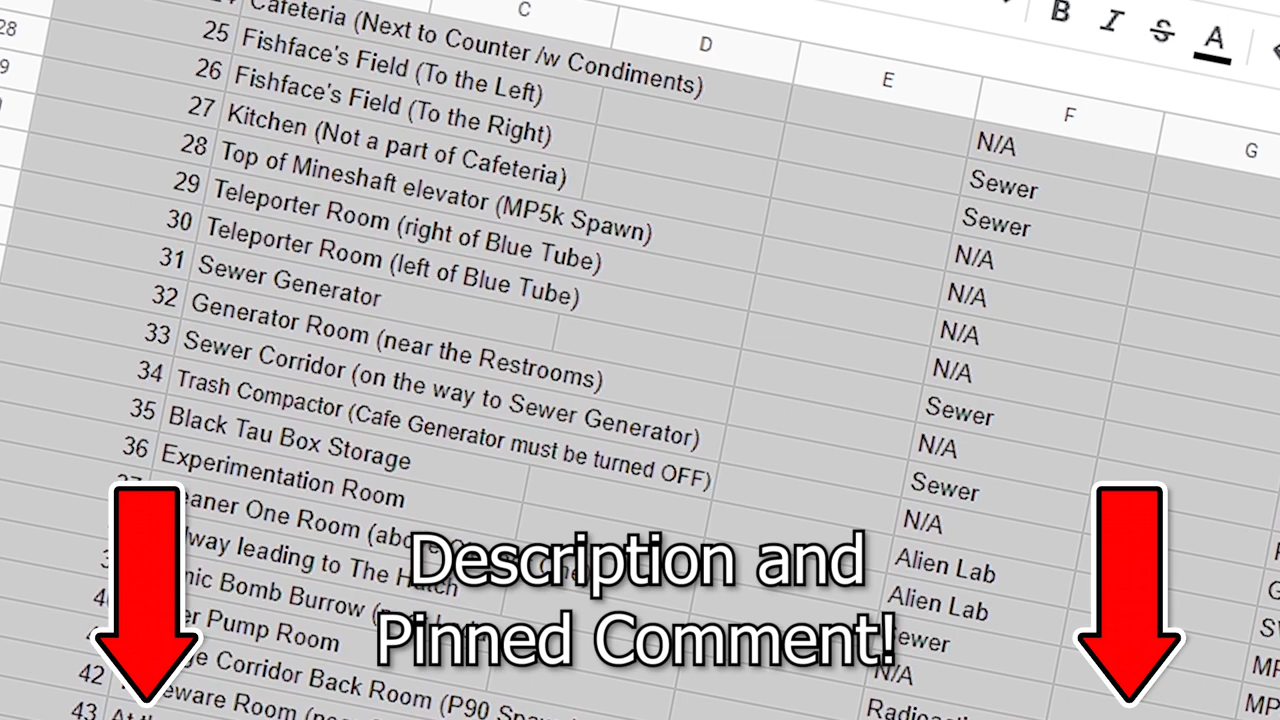 B I S A
C D E F G
28
Cafeteria (Next to Counter /w Condiments) N/A
25 Fishface's Field (To the Left) Sewer
26 Fishface's Field (To the Right) Sewer
27 Kitchen (Not a part of Cafeteria) N/A
28 Top of Mineshaft elevator (MP5k Spawn) N/A
29 Teleporter Room (right of Blue Tube) N/A
30 Teleporter Room (left of Blue Tube) N/A
31 Sewer Generator Sewer
32 Generator Room (near the Restrooms) N/A
33 Sewer Corridor (on the way to Sewer Generator) Sewer
34 Trash Compactor (Cafe Generator must be turned OFF) N/A
35 Black Tau Box Storage Alien Lab
36 Experimentation Room Alien Lab
One Room
leading to The Hatch N/A
Bomb Burrow
Pump Room
Corridor Back Room (P90
42 Room
43
Description and
Pinned Comment!